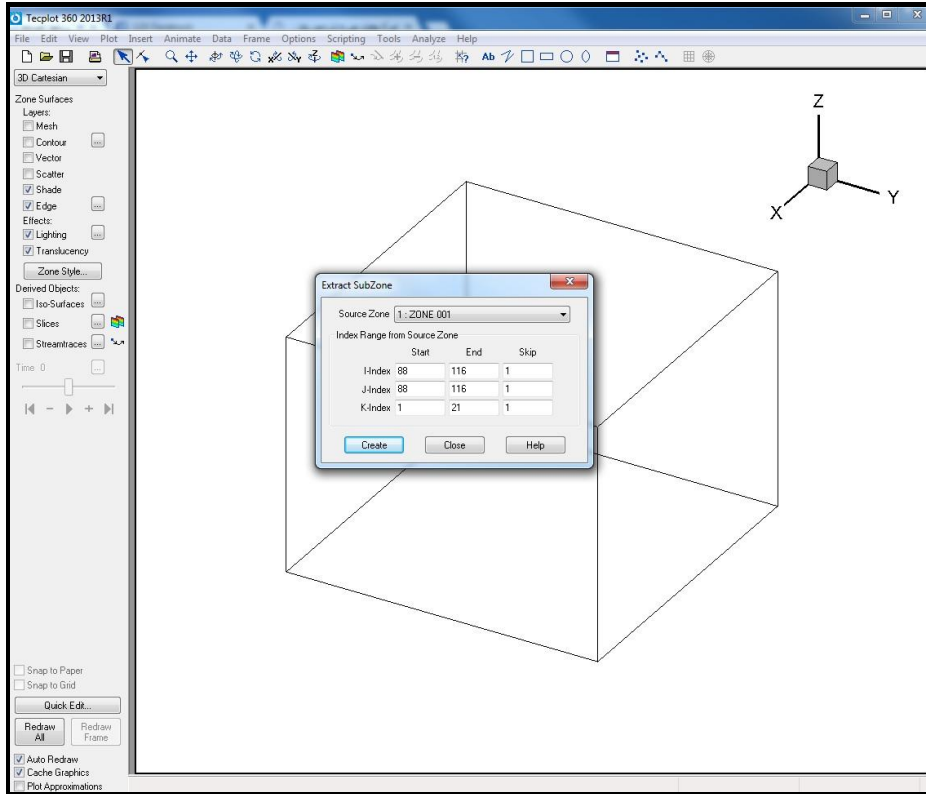 Tecplot 360 2013R1
File Edit View Plot Insert Animate Data Frame Options Scripting Tools Analyze Help
Ab
3D Cartesian
Zone Surfaces
Layers:
Mesh
Contour
Vector
Scatter
Shade
Edge
Effects:
Lighting
Translucency
Zone Style...
Derived Objects:
Iso-Surfaces
Slices
Streamtraces
Time 0
Z
X
Y
Extract SubZone
Source Zone 1 : ZONE 001
Index Range from Source Zone
Start End Skip
I-Index 88 116 1
J-Index 88 116 1
K-Index 1 21 1
Create Close Help
Snap to Paper
Snap to Grid
Quick Edit...
Redraw All
Redraw Frame
Auto Redraw
Cache Graphics
Plot Approximations